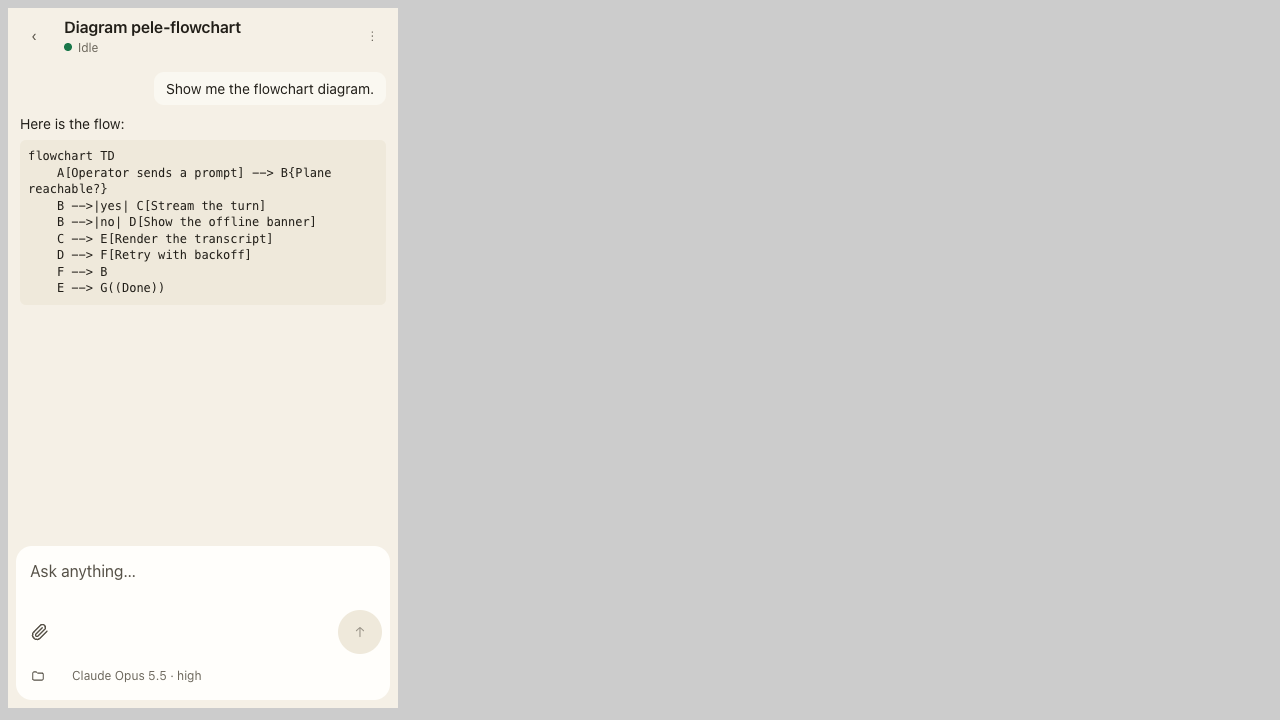 Diagram pele-flowchart
Idle
Show me the flowchart diagram.
Here is the flow:
flowchart TD
    A[Operator sends a prompt] --> B{Plane
reachable?}
    B -->|yes| C[Stream the turn]
    B -->|no| D[Show the offline banner]
    C --> E[Render the transcript]
    D --> F[Retry with backoff]
    F --> B
    E --> G((Done))
Ask anything...
Claude Opus 5.5 · high